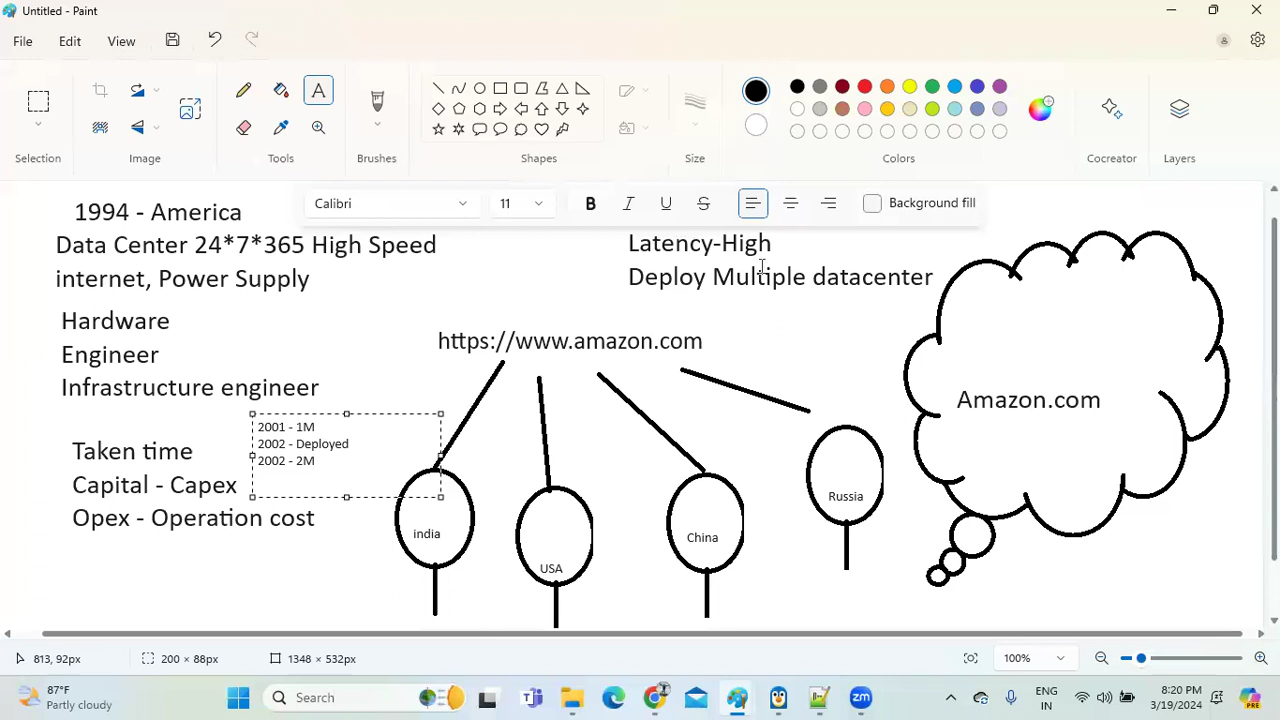 Untitled - Paint
File
Edit
View
Selection
Image
Tools
Brushes
Shapes
Size
Colors
Cocreator
Layers
Calibri
11
B
I
U
S
Background fill
1994 - America
Data Center 24*7*365 High Speed
internet, Power Supply
Latency-High
Deploy Multiple datacenter
Hardware
Engineer
Infrastructure engineer
https://www.amazon.com
Amazon.com
2001 - 1M
2002 - Deployed
2002 - 2M
Taken time
Capital - Capex
Opex - Operation cost
india
USA
China
Russia
813, 92px
200 × 88px
1348 × 532px
100%
87°F
Partly cloudy
Search
ENG
IN
8:20 PM
3/19/2024
PRE
zm